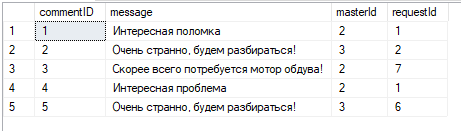 commentID message masterId requestId
1 1 Интересная поломка 2 1
2 2 Очень странно, будем разбираться! 3 2
3 3 Скорее всего потребуется мотор обдува! 2 7
4 4 Интересная проблема 2 1
5 5 Очень странно, будем разбираться! 3 6